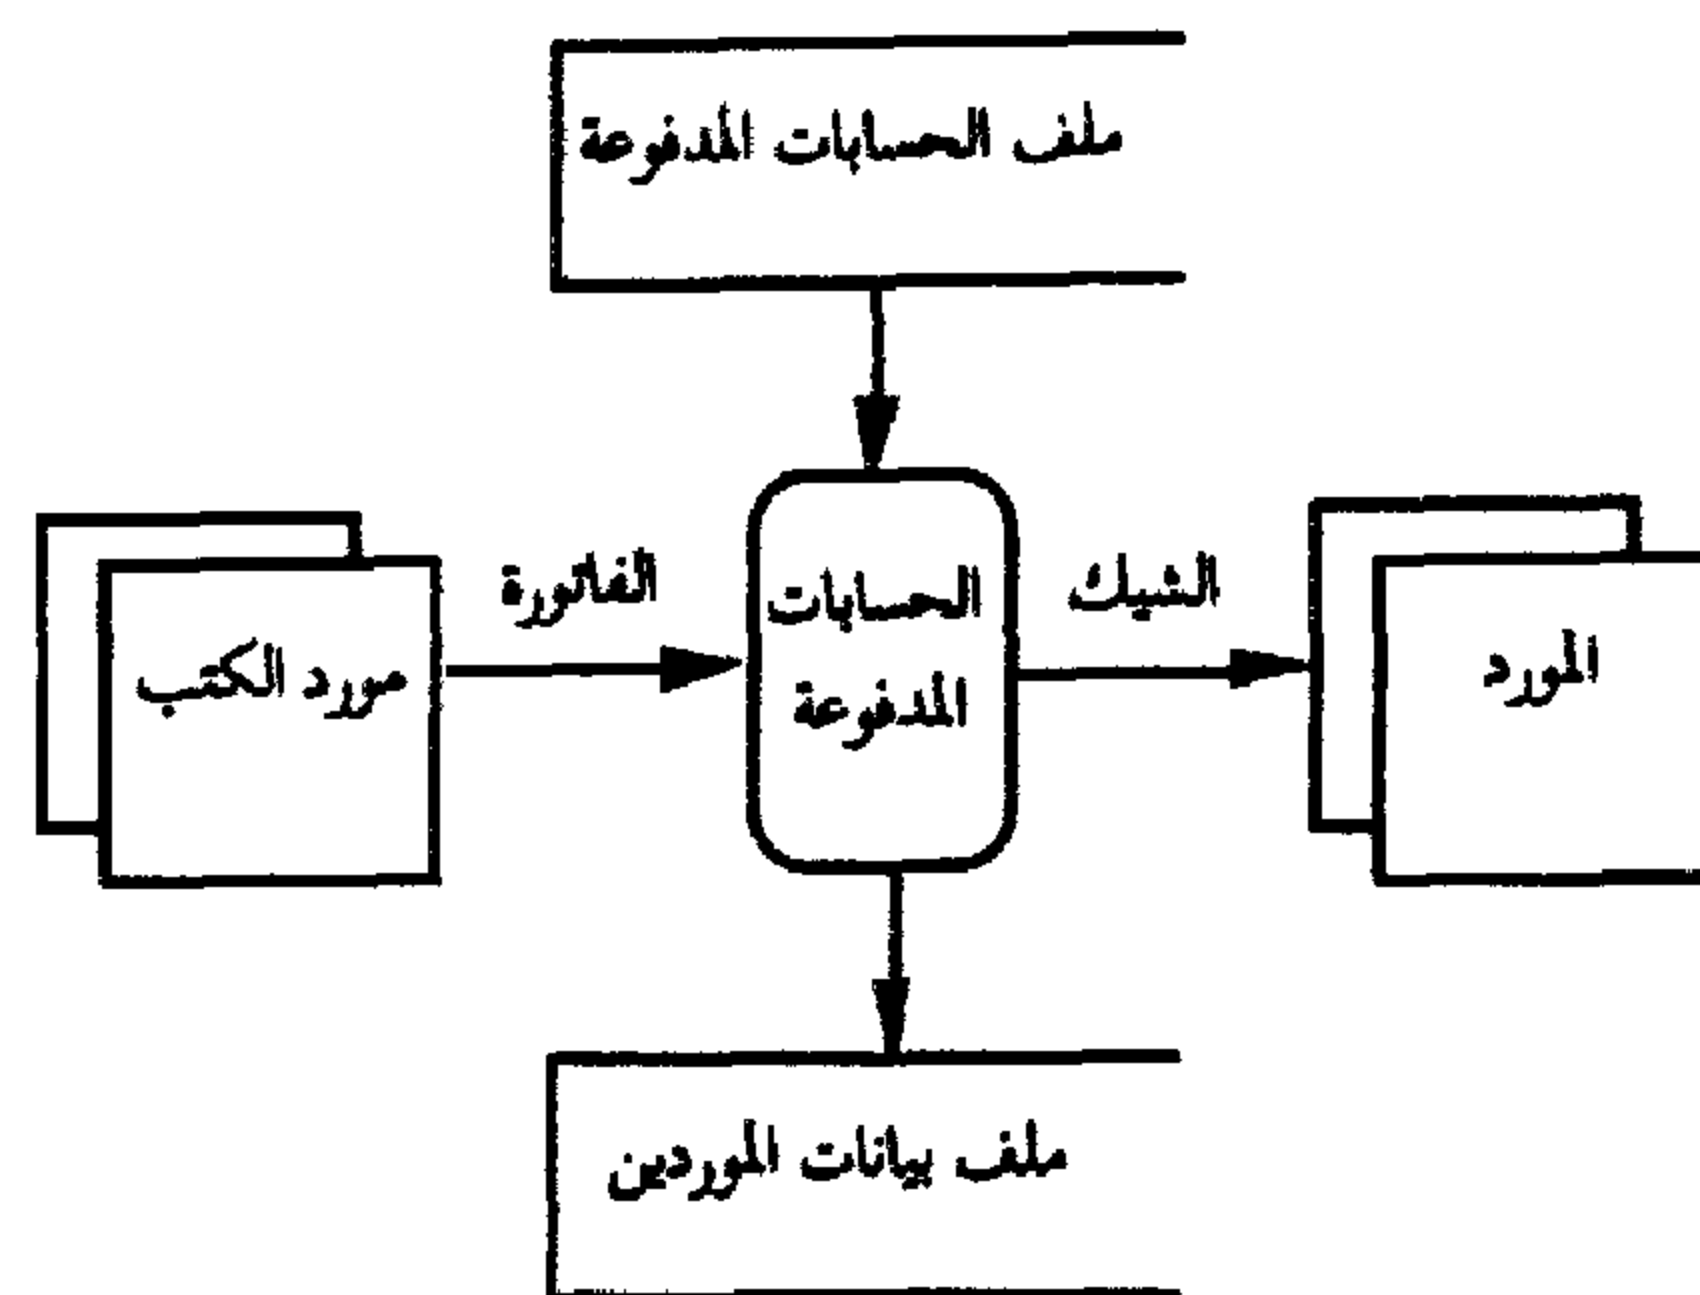 ملف الحسابات المدفوعة
الفاتورة
الشيك
مورد الكتب
الحسابات
المدفوعة
المورد
ملف بيانات الموردين